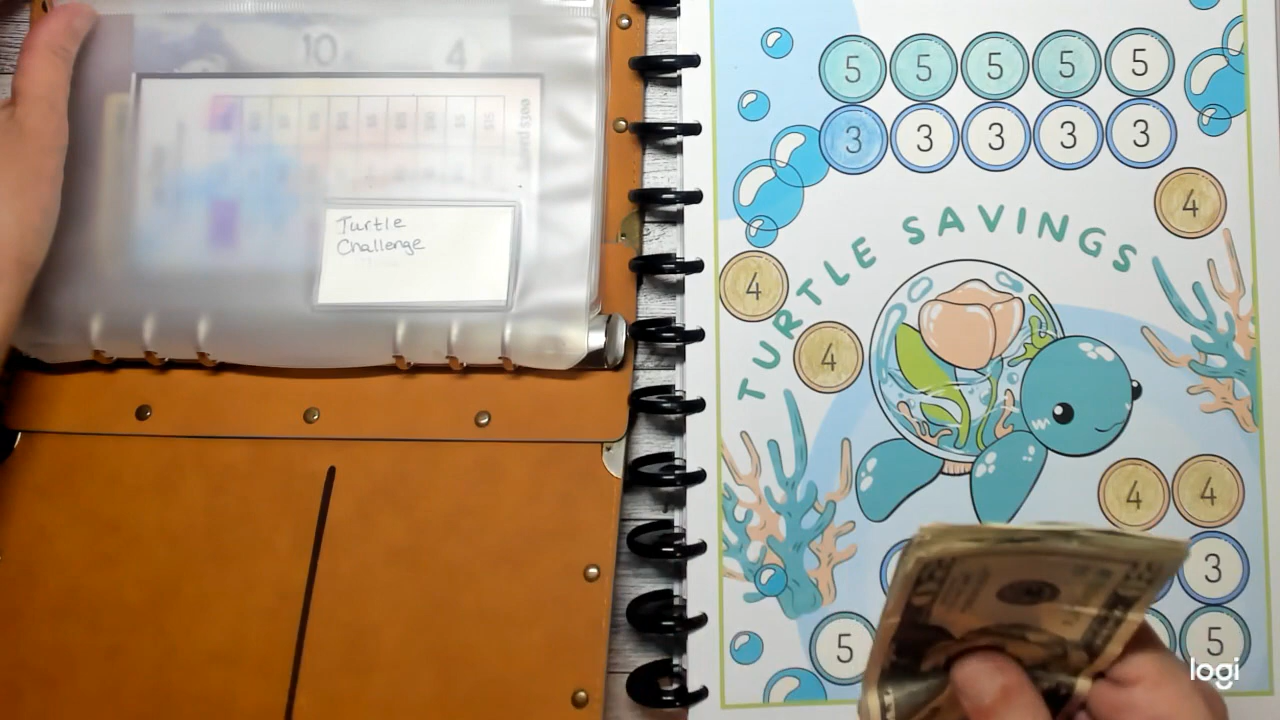 10 4
Turtle
Challenge
5 5 5 5 5
3 3 3 3 3
4
TURTLE SAVINGS
4
4
4 4
3
5 5
logi